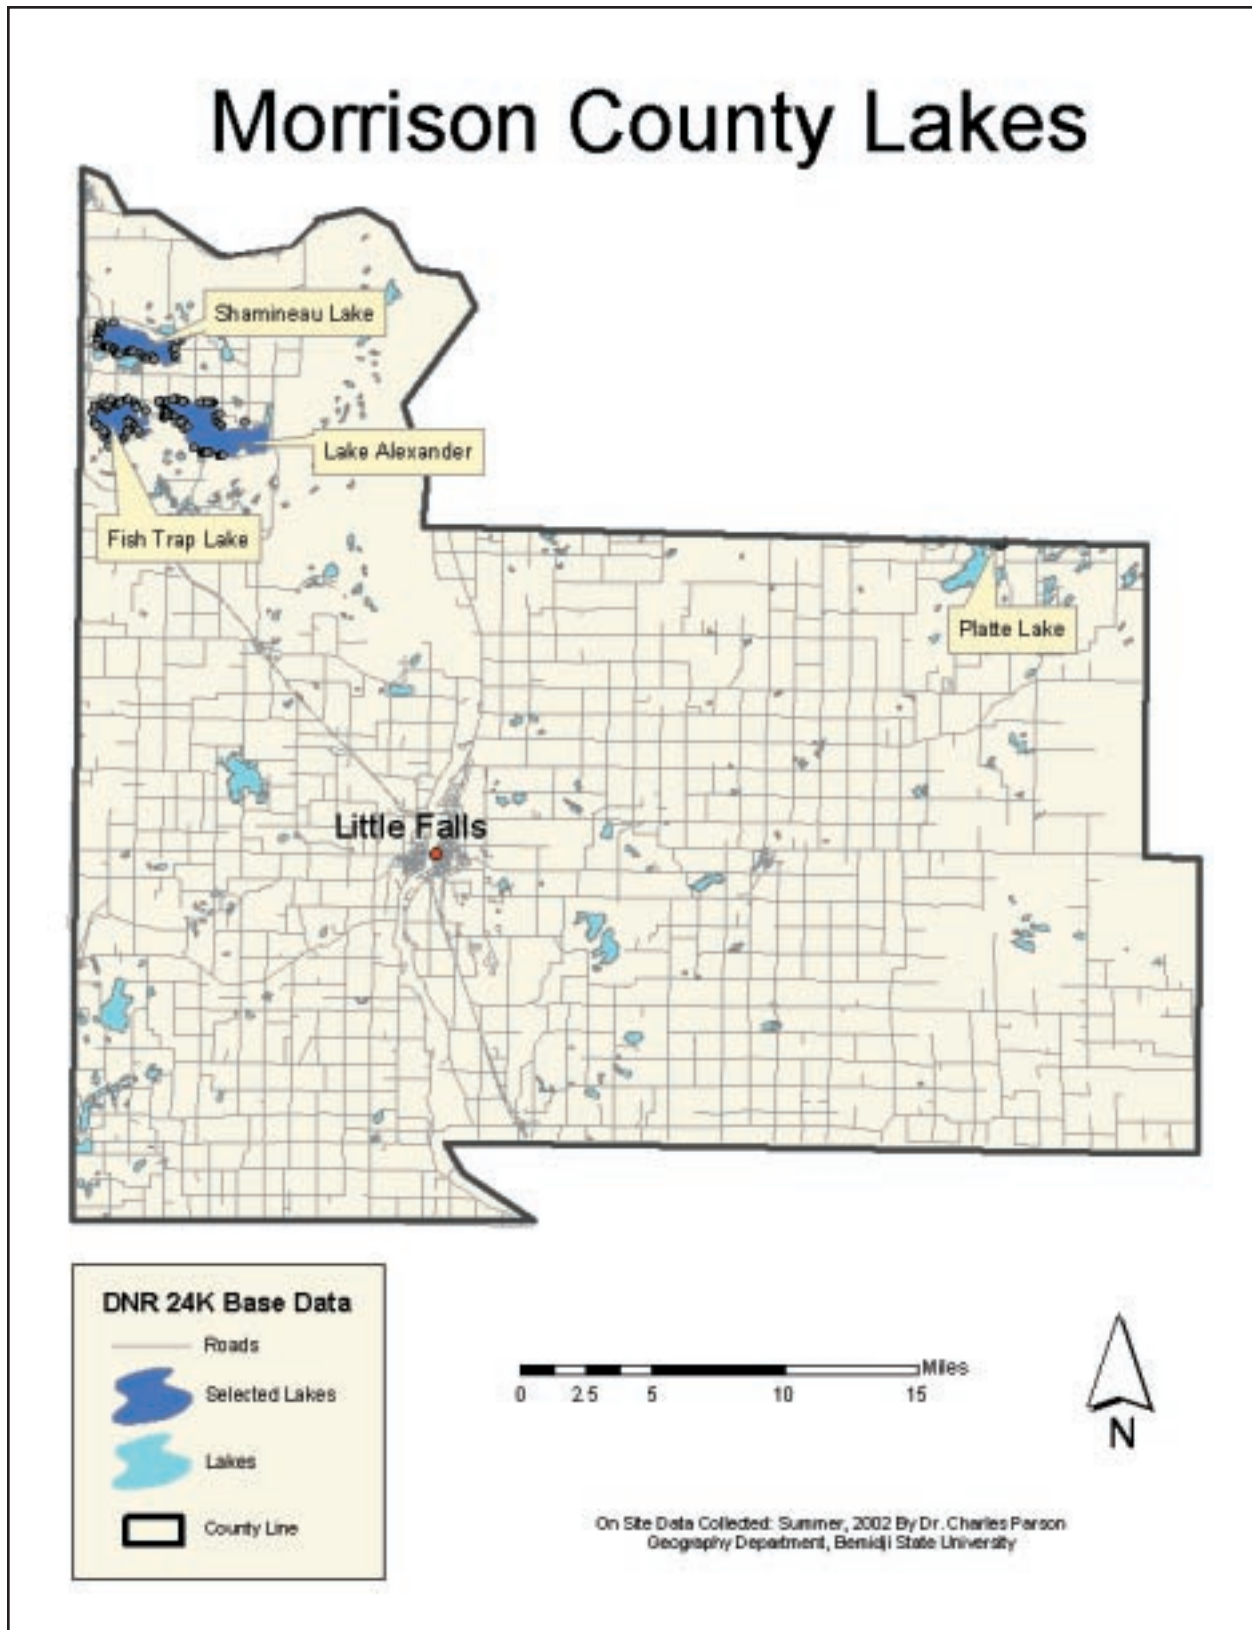 Morrison County Lakes
Shamineau Lake
Lake Alexander
Fish Trap Lake
Platte Lake
Little Falls
DNR 24K Base Data
Roads
Selected Lakes
Lakes
County Line
Miles
0 2.5 5 10 15
N
On Site Data Collected: Summer, 2002 By Dr. Charles Parson
Geography Department, Bemidji State University